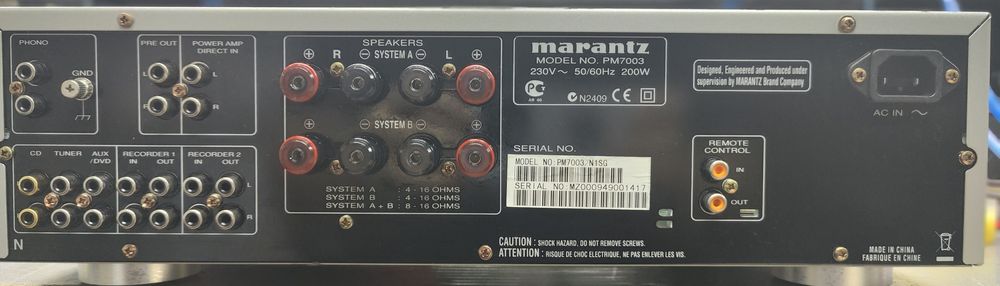 PHONO
GND
PRE OUT
POWER AMP
DIRECT IN
L
L
R
R
SPEAKERS
R SYSTEM A L
SYSTEM B
SYSTEM A : 4 - 16 OHMS
SYSTEM B : 4 - 16 OHMS
SYSTEM A + B : 8 - 16 OHMS
marantz
MODEL NO. PM7003
230V～ 50/60Hz 200W
PG
N2409 CE
Designed, Engineered and Produced under
supervision by MARANTZ Brand Company
AC IN ～
SERIAL NO.
MODEL NO:PM7003/N1SG
SERIAL NO:MZ000949001417
REMOTE
CONTROL
IN
OUT
CD TUNER AUX
/DVD
RECORDER 1
IN OUT
RECORDER 2
IN OUT
L
R
N
CAUTION : SHOCK HAZARD, DO NOT REMOVE SCREWS.
ATTENTION : RISQUE DE CHOC ELECTRIQUE, NE PAS ENLEVER LES VIS.
MADE IN CHINA
FABRIQUE EN CHINE